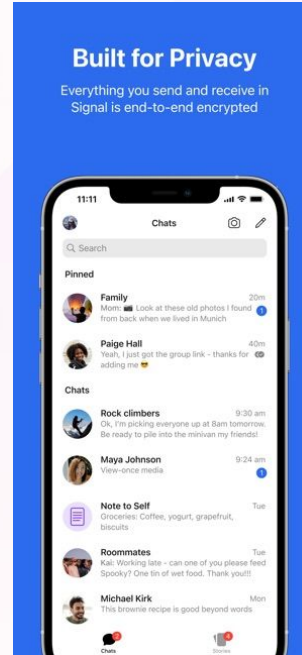 Built for Privacy
Everything you send and receive in
Signal is end-to-end encrypted
11:11
Chats
Search
Pinned
Family
20m
Mom: 📷 Look at these old photos I found
from back when we lived in Munich
1
Paige Hall
40m
Yeah, I just got the group link - thanks for
adding me 😎
Chats
Rock climbers
9:30 am
Ok, I'm picking everyone up at 8am tomorrow.
Be ready to pile into the minivan my friends!
Maya Johnson
9:24 am
View-once media
1
Note to Self
Tue
Groceries: Coffee, yogurt, grapefruit,
biscuits
Roommates
Tue
Kai: Working late - can one of you please feed
Spooky? One tin of wet food. Thank you!!!
Michael Kirk
Mon
This brownie recipe is good beyond words
Chats
4
Stories